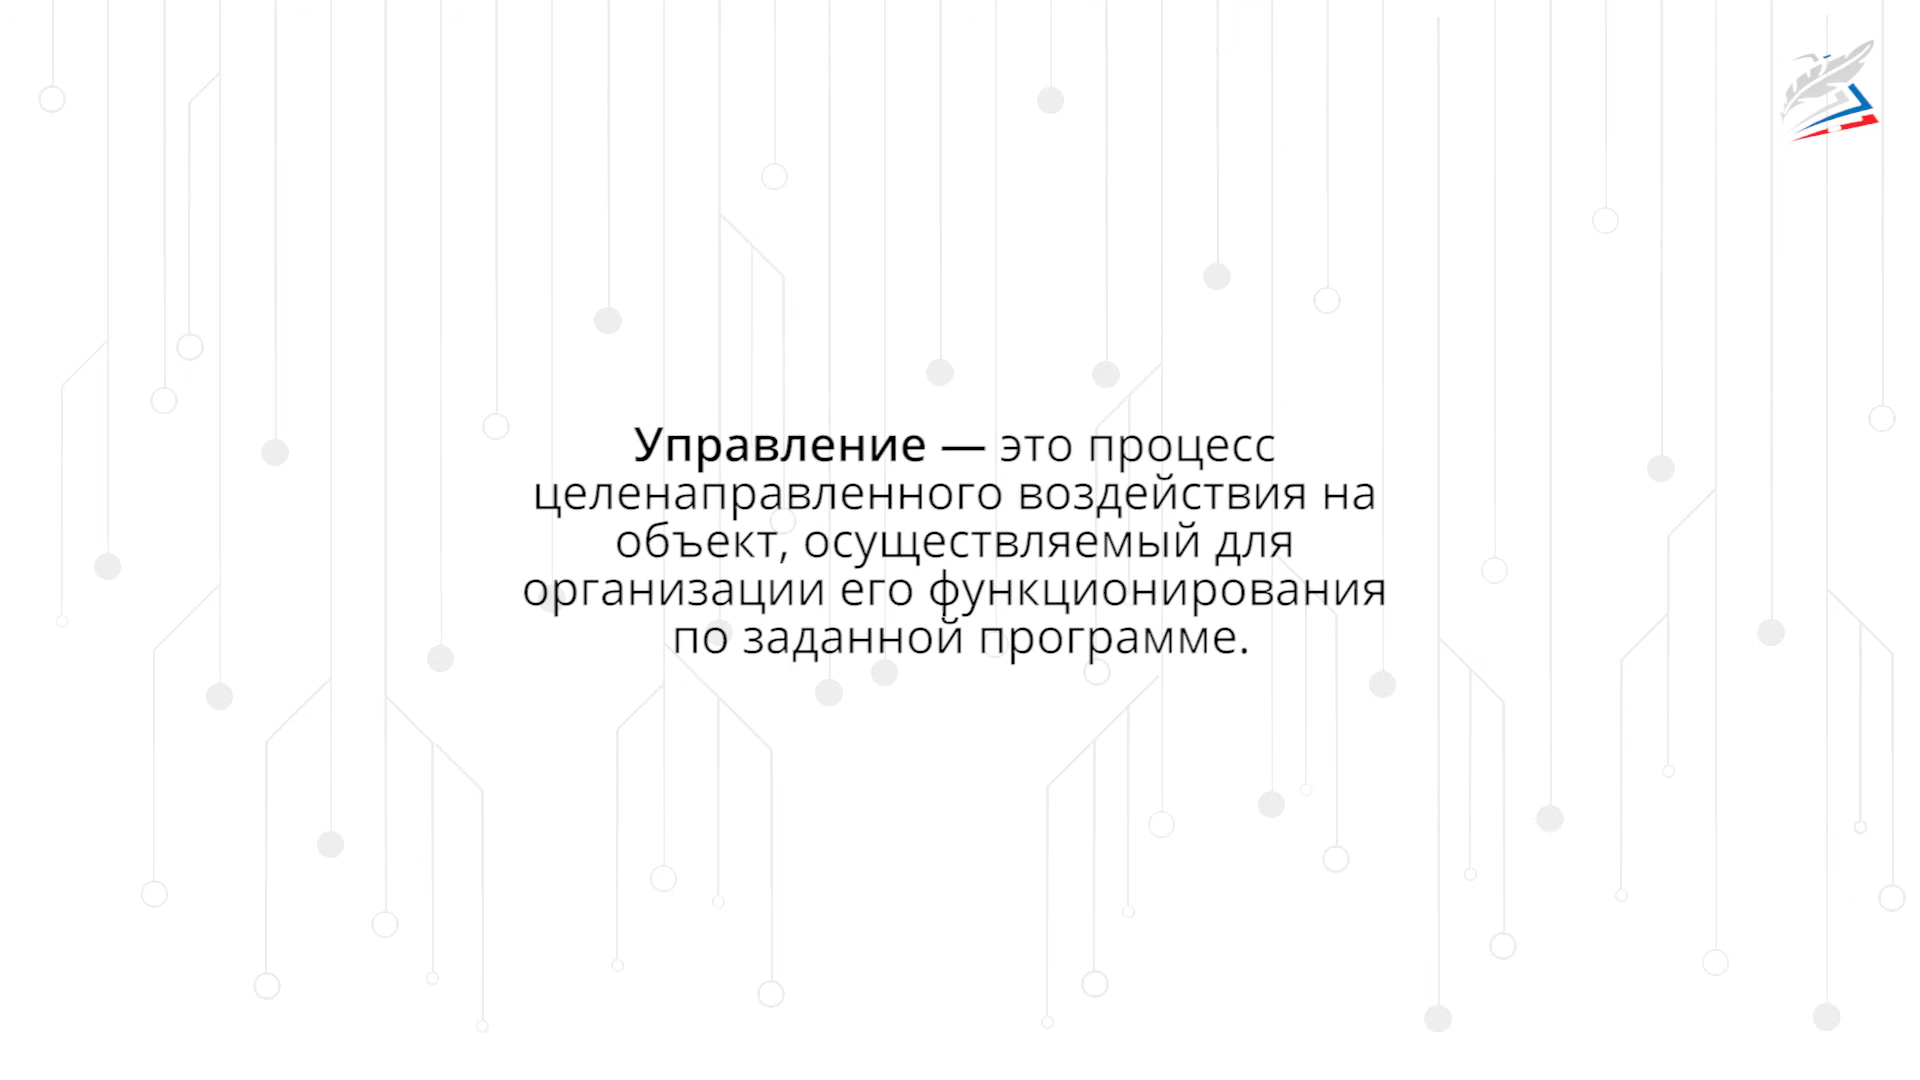 Управление — это процесс
целенаправленного воздействия на
объект, осуществляемый для
организации его функционирования
по заданной программе.